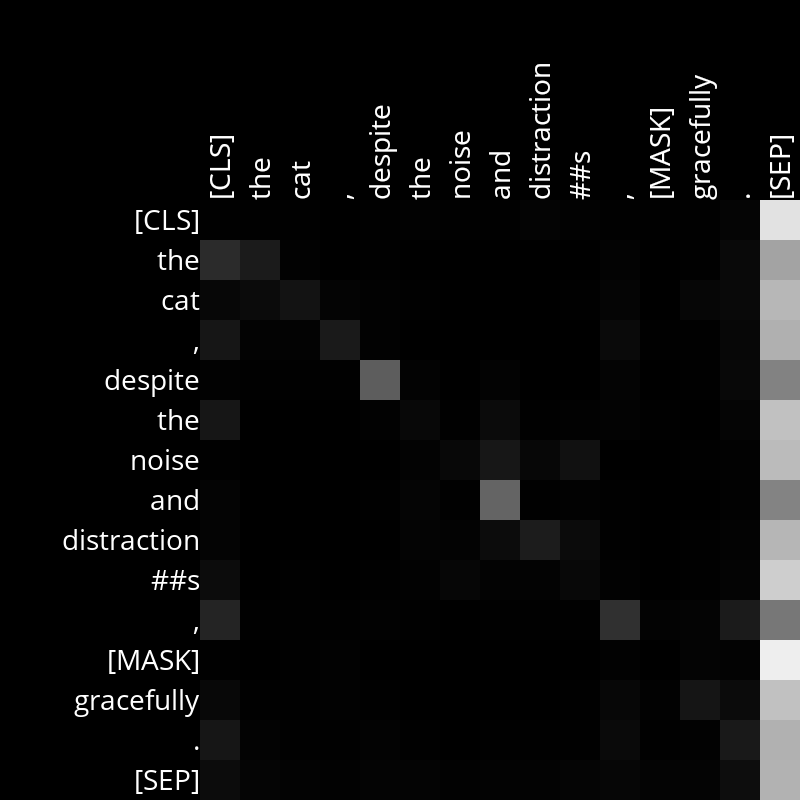 [CLS] the cat , despite the noise and distraction ##s , [MASK] gracefully . [SEP]
[CLS]
the
cat
,
despite
the
noise
and
distraction
##s
,
[MASK]
gracefully
.
[SEP]